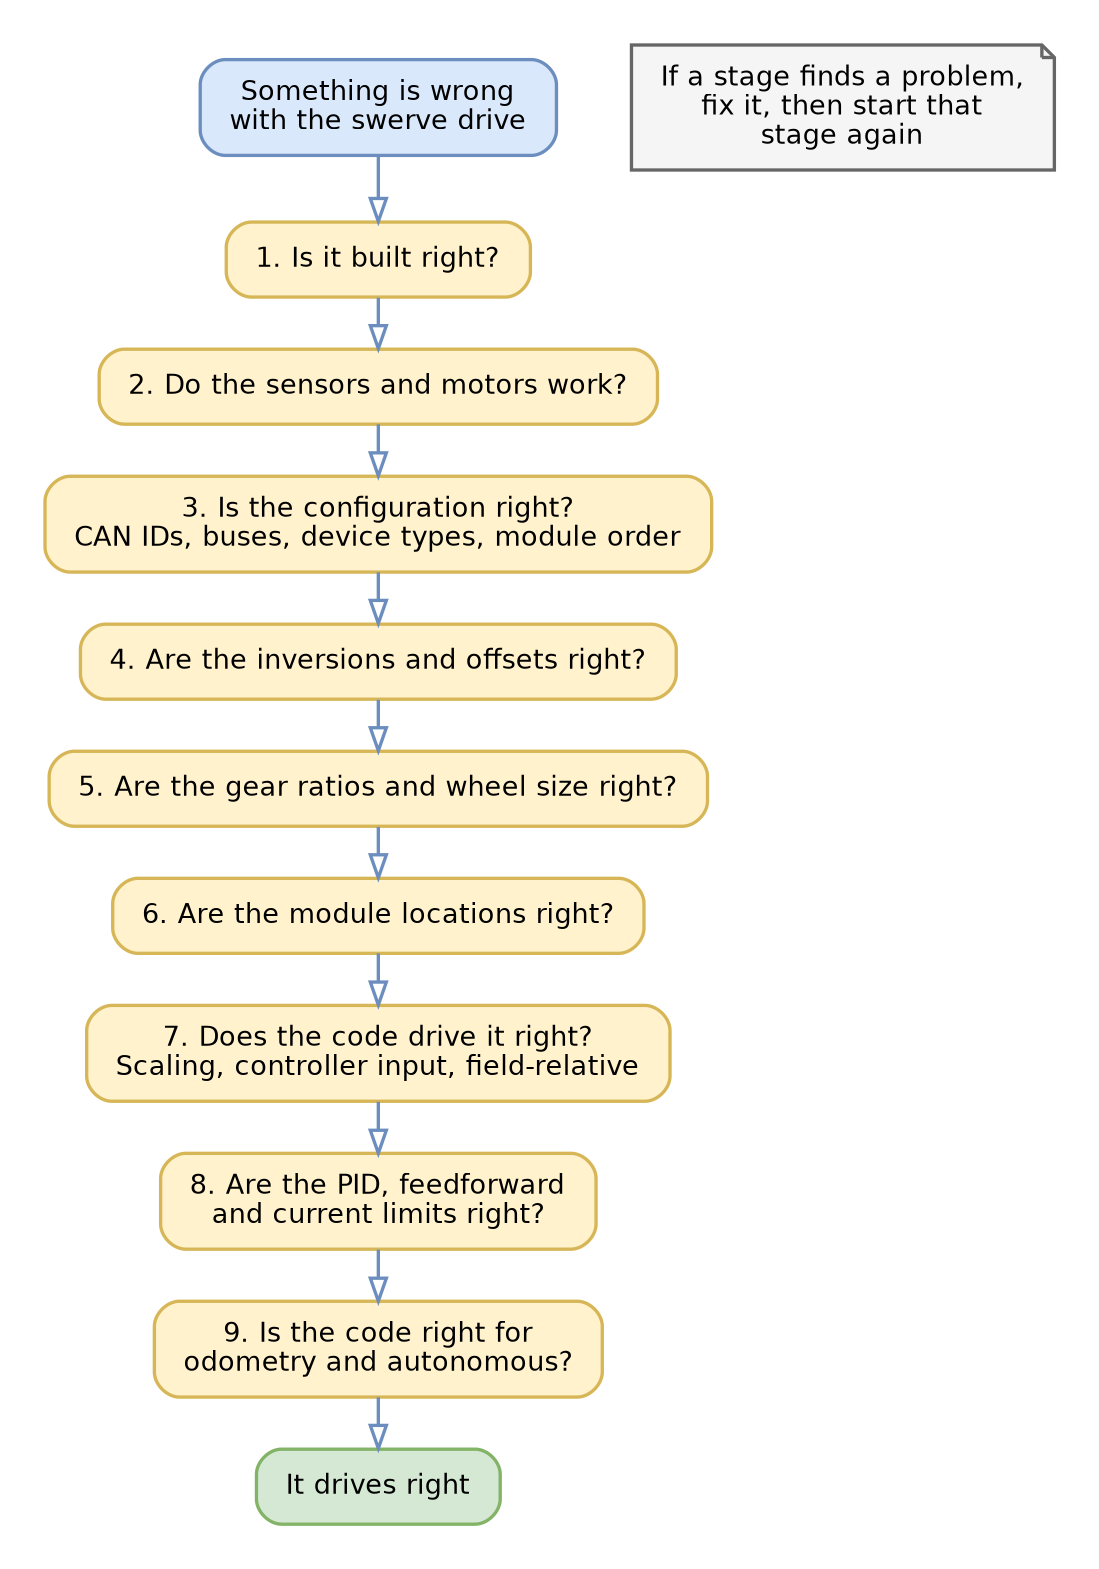 Something is wrong
with the swerve drive
If a stage finds a problem,
fix it, then start that
stage again
1. Is it built right?
2. Do the sensors and motors work?
3. Is the configuration right?
CAN IDs, buses, device types, module order
4. Are the inversions and offsets right?
5. Are the gear ratios and wheel size right?
6. Are the module locations right?
7. Does the code drive it right?
Scaling, controller input, field-relative
8. Are the PID, feedforward
and current limits right?
9. Is the code right for
odometry and autonomous?
It drives right